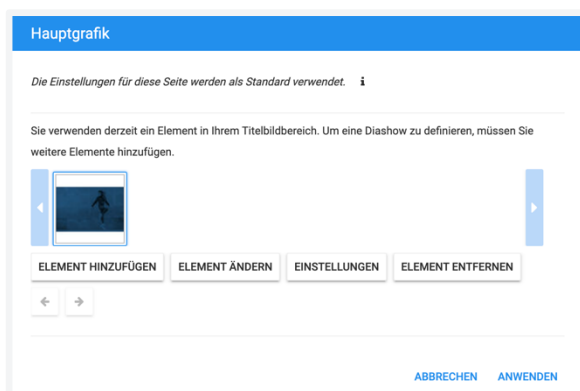 Hauptgrafik
Die Einstellungen für diese Seite werden als Standard verwendet. i
Sie verwenden derzeit ein Element in Ihrem Titelbildbereich. Um eine Diashow zu definieren, müssen Sie
weitere Elemente hinzufügen.
ELEMENT HINZUFÜGEN ELEMENT ÄNDERN EINSTELLUNGEN ELEMENT ENTFERNEN
ABBRECHEN ANWENDEN